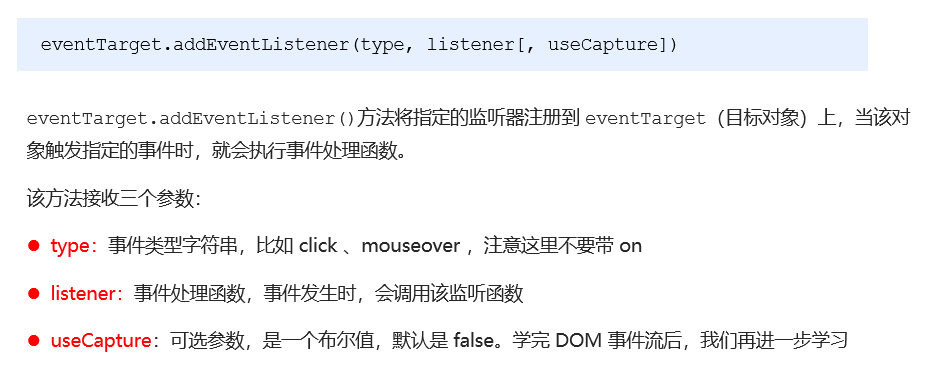 eventTarget.addEventListener(type, listener[, useCapture])
eventTarget.addEventListener()方法将指定的监听器注册到 eventTarget（目标对象）上，当该对
象触发指定的事件时，就会执行事件处理函数。
该方法接收三个参数：
● type：事件类型字符串，比如 click 、mouseover ，注意这里不要带 on
● listener：事件处理函数，事件发生时，会调用该监听函数
● useCapture：可选参数，是一个布尔值，默认是 false。学完 DOM 事件流后，我们再进一步学习